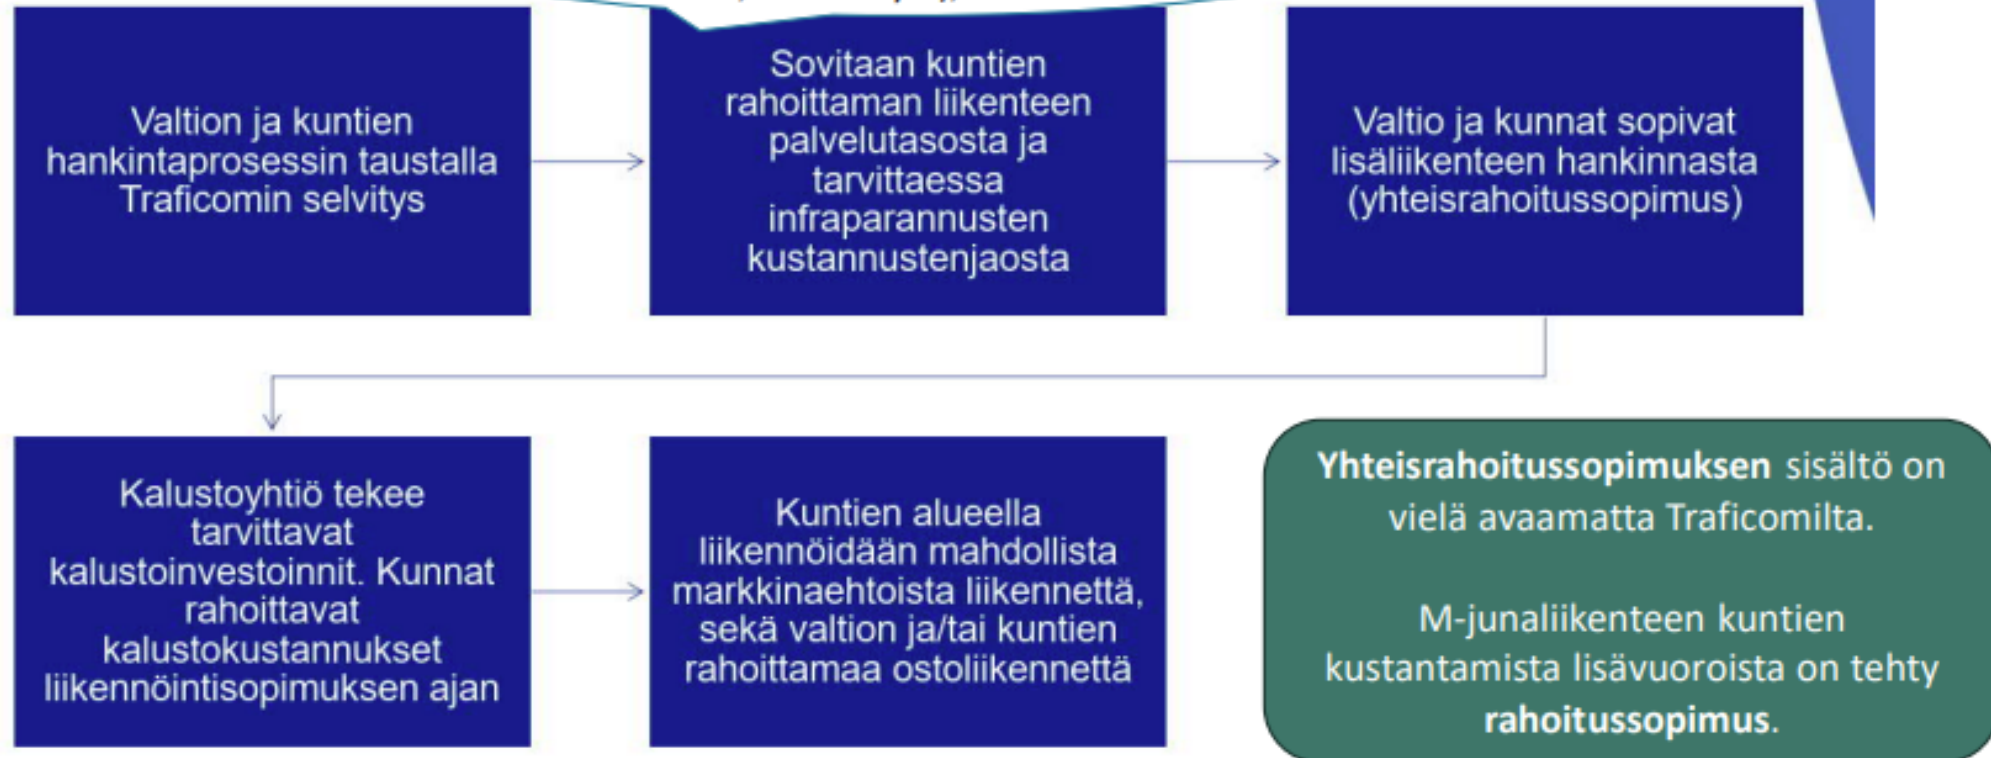 Valtion ja kuntien
hankintaprosessin taustalla
Traficomin selvitys
Sovitaan kuntien
rahoittaman liikenteen
palvelutasosta ja
tarvittaessa
infraparannusten
kustannustenjaosta
Valtio ja kunnat sopivat
lisäliikenteen hankinnasta
(yhteisrahoitussopimus)
Kalustoyhtiö tekee
tarvittavat
kalustoinvestoinnit. Kunnat
rahoittavat
kalustokustannukset
liikennöintisopimuksen ajan
Kuntien alueella
liikennöidään mahdollista
markkinaehtoista liikennettä,
sekä valtion ja/tai kuntien
rahoittamaa ostoliikennettä
Yhteisrahoitussopimuksen sisältö on
vielä avaamatta Traficomilta.
M-junaliikenteen kuntien
kustantamista lisävuoroista on tehty
rahoitussopimus.